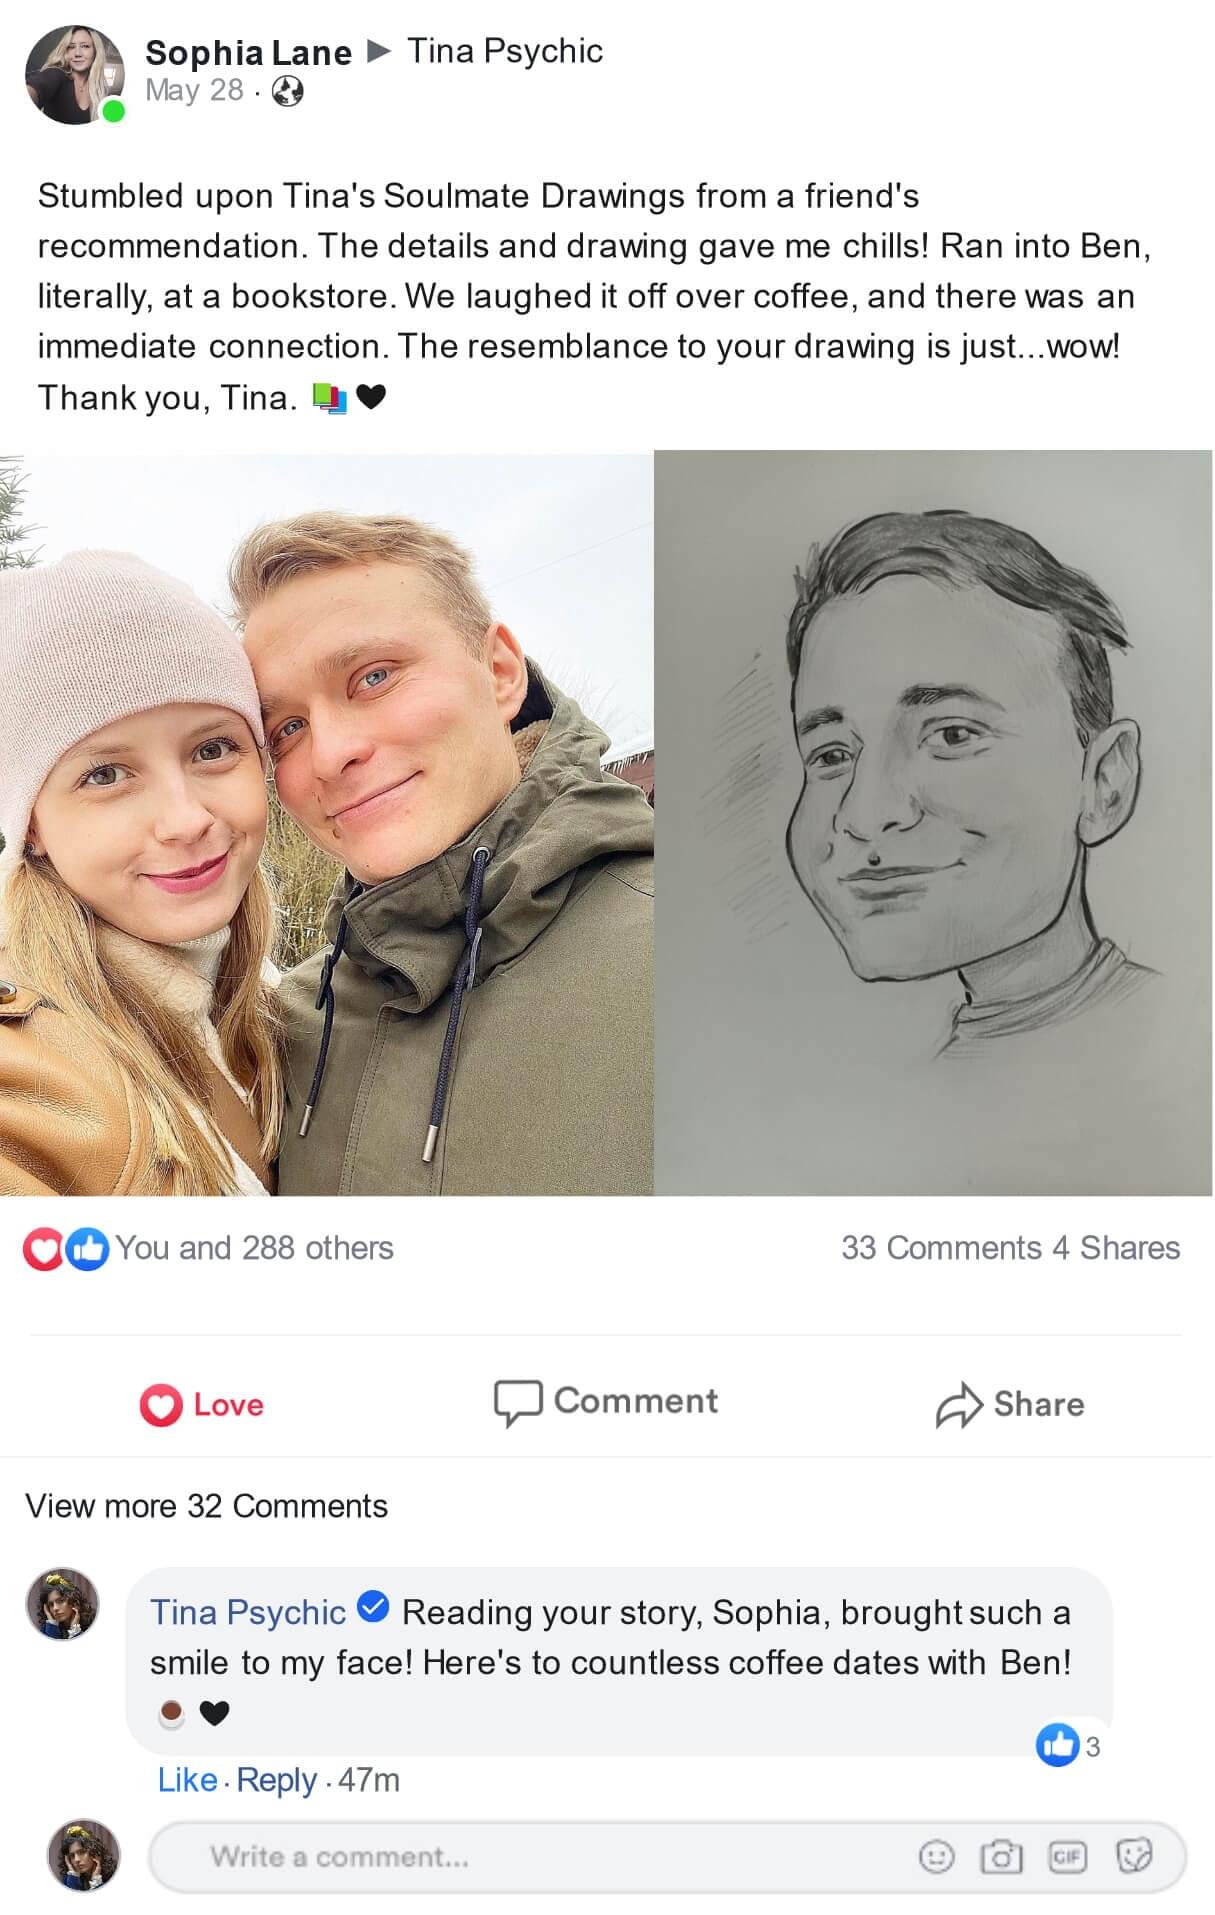 Sophia Lane ▶ Tina Psychic
May 28 ·
Stumbled upon Tina's Soulmate Drawings from a friend's
recommendation. The details and drawing gave me chills! Ran into Ben,
literally, at a bookstore. We laughed it off over coffee, and there was an
immediate connection. The resemblance to your drawing is just...wow!
Thank you, Tina. 📚🖤
You and 288 others
33 Comments 4 Shares
Love
Comment
Share
View more 32 Comments
Tina Psychic Reading your story, Sophia, brought such a
smile to my face! Here's to countless coffee dates with Ben!
☕🖤
3
Like · Reply · 47m
Write a comment...
GIF